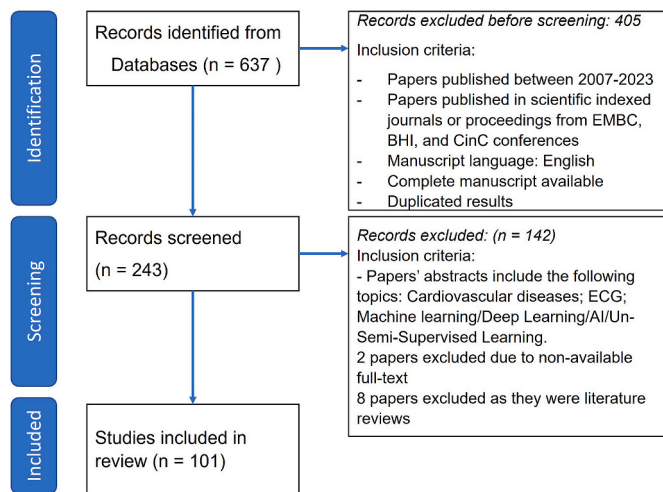 Identification
Records identified from
Databases (n = 637 )
Records excluded before screening: 405
Inclusion criteria:
- Papers published between 2007-2023
- Papers published in scientific indexed
journals or proceedings from EMBC,
BHI, and CinC conferences
- Manuscript language: English
- Complete manuscript available
- Duplicated results
Screening
Records screened
(n = 243)
Records excluded: (n = 142)
Inclusion criteria:
- Papers' abstracts include the following
topics: Cardiovascular diseases; ECG;
Machine learning/Deep Learning/AI/Un-
Semi-Supervised Learning.
2 papers excluded due to non-available
full-text
8 papers excluded as they were literature
reviews
Included
Studies included in
review (n = 101)